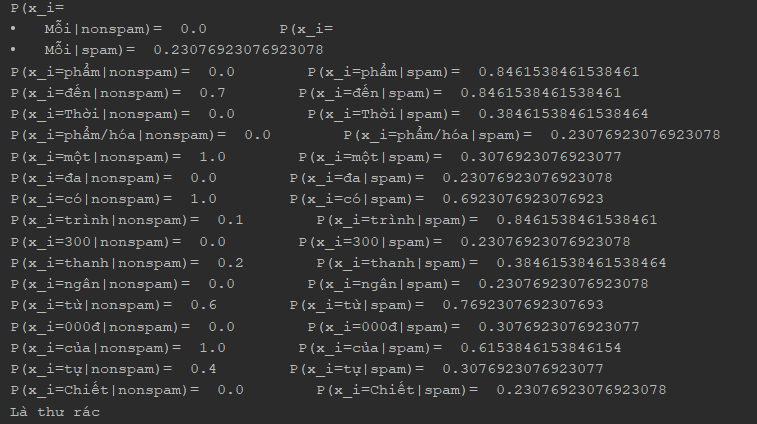 P(x_i=
•   Mỗi|nonspam)=  0.0       P(x_i=
•   Mỗi|spam)=  0.23076923076923078
P(x_i=phẩm|nonspam)=  0.0       P(x_i=phẩm|spam)=  0.8461538461538461
P(x_i=đến|nonspam)=  0.7       P(x_i=đến|spam)=  0.8461538461538461
P(x_i=Thời|nonspam)=  0.0       P(x_i=Thời|spam)=  0.38461538461538464
P(x_i=phẩm/hóa|nonspam)=  0.0       P(x_i=phẩm/hóa|spam)=  0.23076923076923078
P(x_i=một|nonspam)=  1.0       P(x_i=một|spam)=  0.3076923076923077
P(x_i=đa|nonspam)=  0.0       P(x_i=đa|spam)=  0.23076923076923078
P(x_i=có|nonspam)=  1.0       P(x_i=có|spam)=  0.6923076923076923
P(x_i=trình|nonspam)=  0.1       P(x_i=trình|spam)=  0.8461538461538461
P(x_i=300|nonspam)=  0.0       P(x_i=300|spam)=  0.23076923076923078
P(x_i=thanh|nonspam)=  0.2       P(x_i=thanh|spam)=  0.38461538461538464
P(x_i=ngân|nonspam)=  0.0       P(x_i=ngân|spam)=  0.23076923076923078
P(x_i=từ|nonspam)=  0.6       P(x_i=từ|spam)=  0.7692307692307693
P(x_i=000đ|nonspam)=  0.0       P(x_i=000đ|spam)=  0.3076923076923077
P(x_i=của|nonspam)=  1.0       P(x_i=của|spam)=  0.6153846153846154
P(x_i=tự|nonspam)=  0.4       P(x_i=tự|spam)=  0.3076923076923077
P(x_i=Chiết|nonspam)=  0.0       P(x_i=Chiết|spam)=  0.23076923076923078
Là thư rác